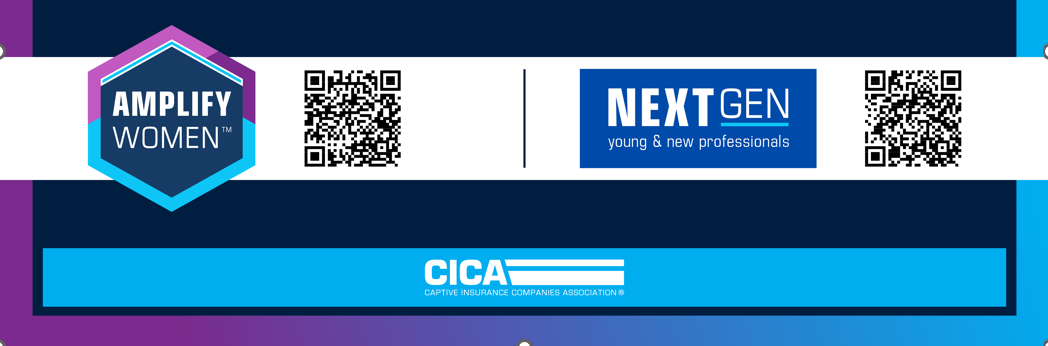 AMPLIFY
WOMEN™
NEXTGEN
young & new professionals
CICA
CAPTIVE INSURANCE COMPANIES ASSOCIATION®